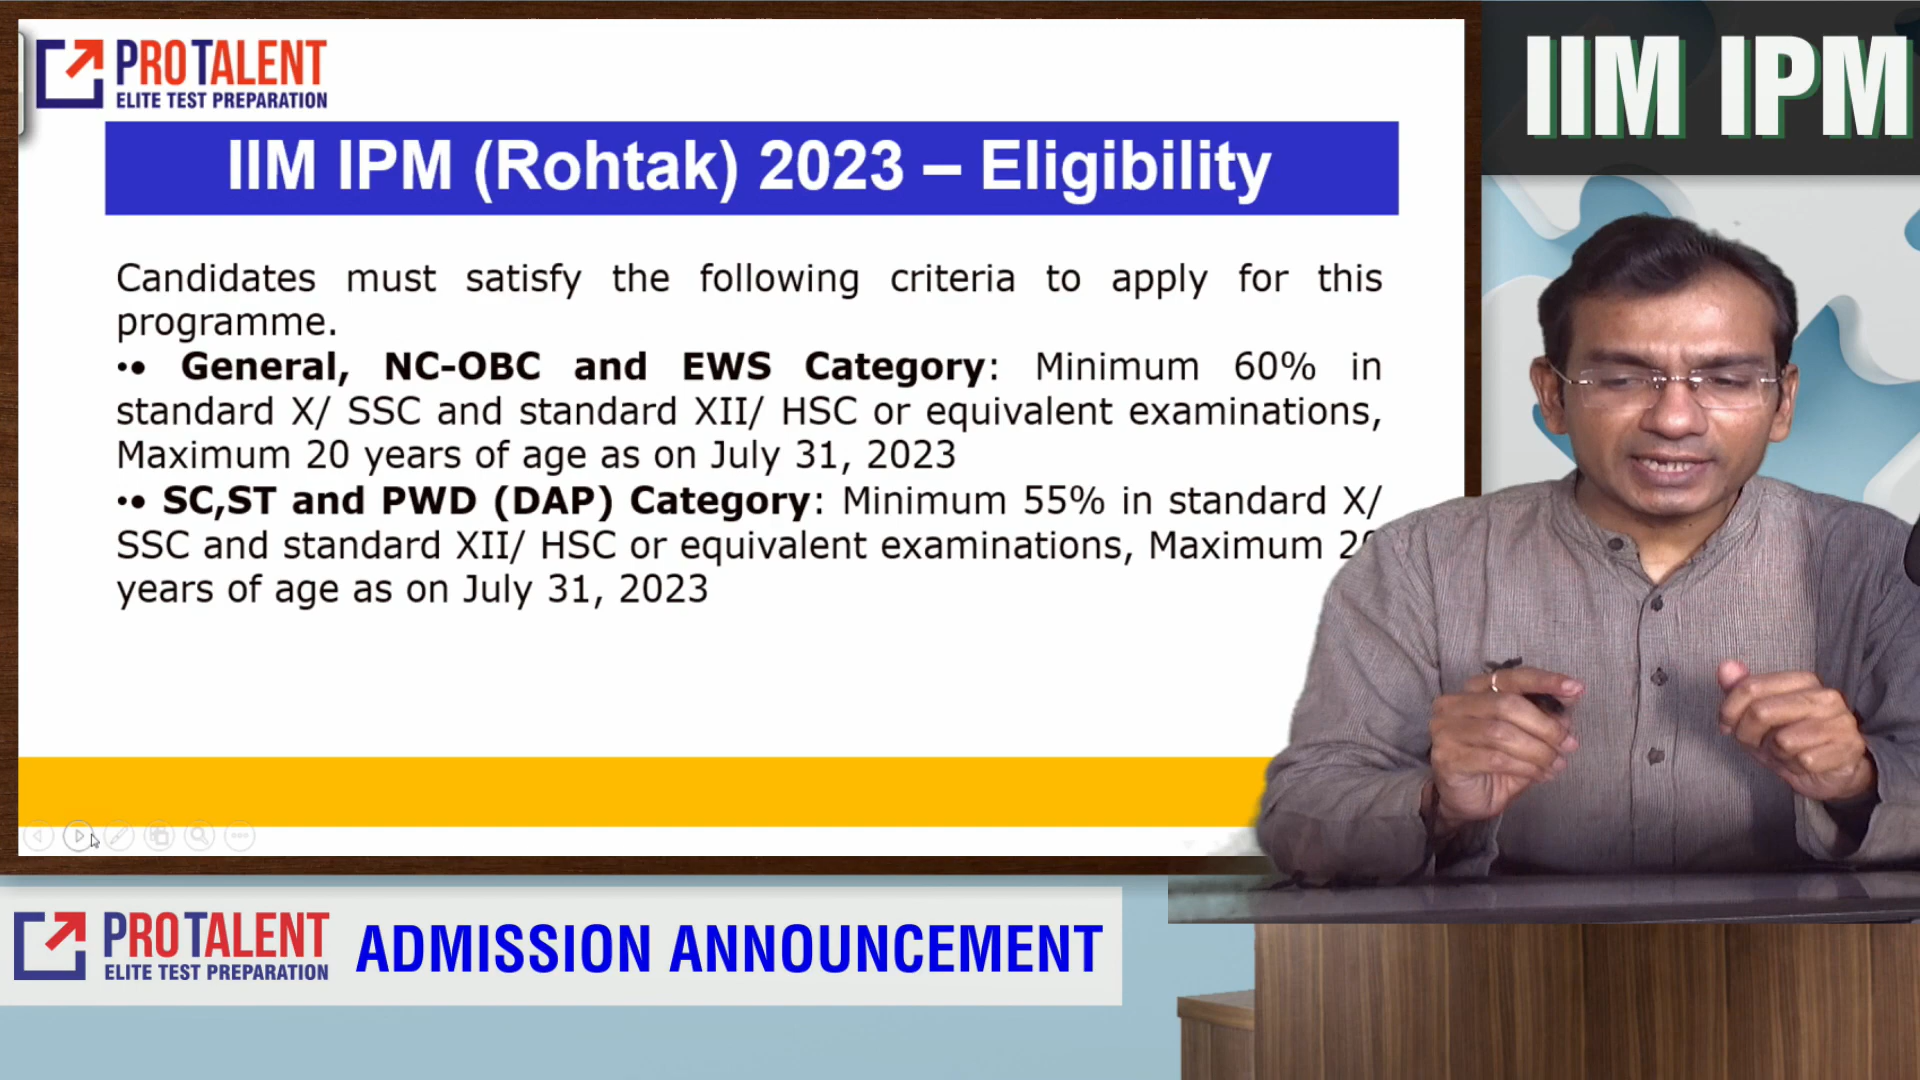 PROTALENT
ELITE TEST PREPARATION
IIM IPM
IIM IPM (Rohtak) 2023 – Eligibility
Candidates must satisfy the following criteria to apply for this
programme.
•• General, NC-OBC and EWS Category: Minimum 60% in
standard X/ SSC and standard XII/ HSC or equivalent examinations,
Maximum 20 years of age as on July 31, 2023
•• SC,ST and PWD (DAP) Category: Minimum 55% in standard X/
SSC and standard XII/ HSC or equivalent examinations, Maximum 20
years of age as on July 31, 2023
PROTALENT
ELITE TEST PREPARATION
ADMISSION ANNOUNCEMENT